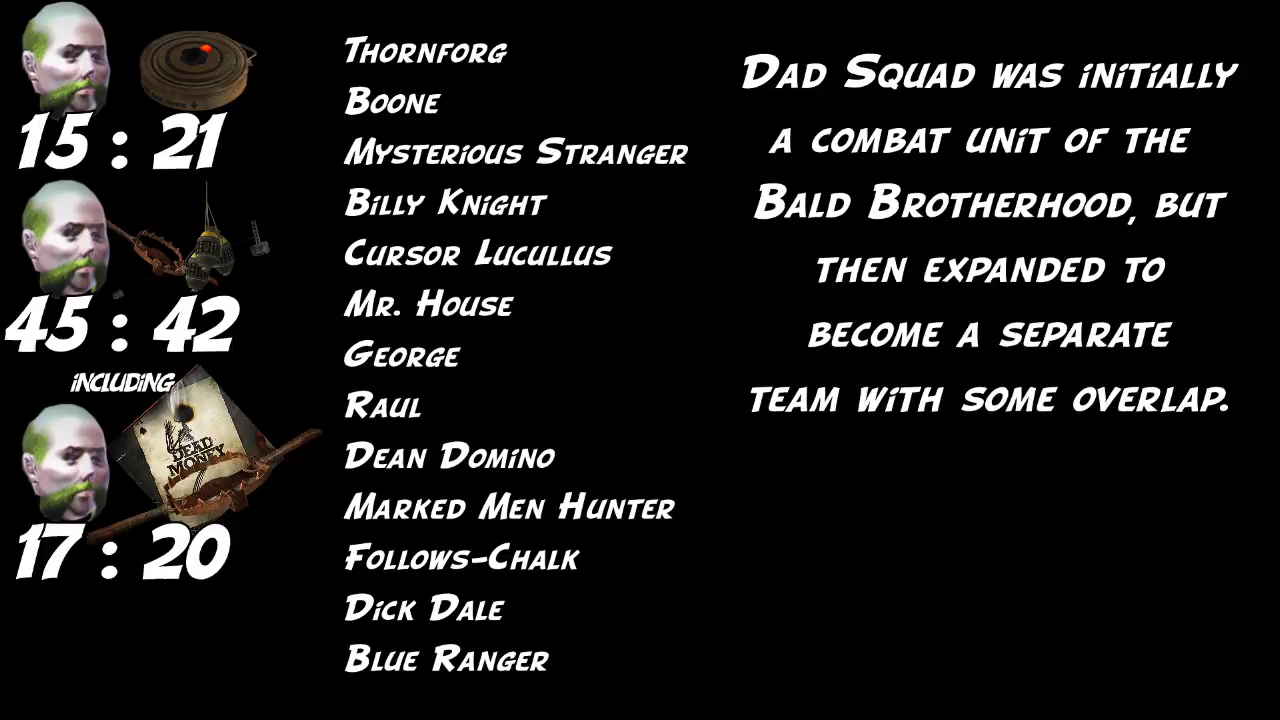 15 : 21
45 : 42
INCLUDING
DEAD
MONEY
17 : 20
Thornforg
Boone
Mysterious Stranger
Billy Knight
Cursor Lucullus
Mr. House
George
Raul
Dean Domino
Marked Men Hunter
Follows-Chalk
Dick Dale
Blue Ranger
Dad Squad was initially
a combat unit of the
Bald Brotherhood, but
then expanded to
become a separate
team with some overlap.